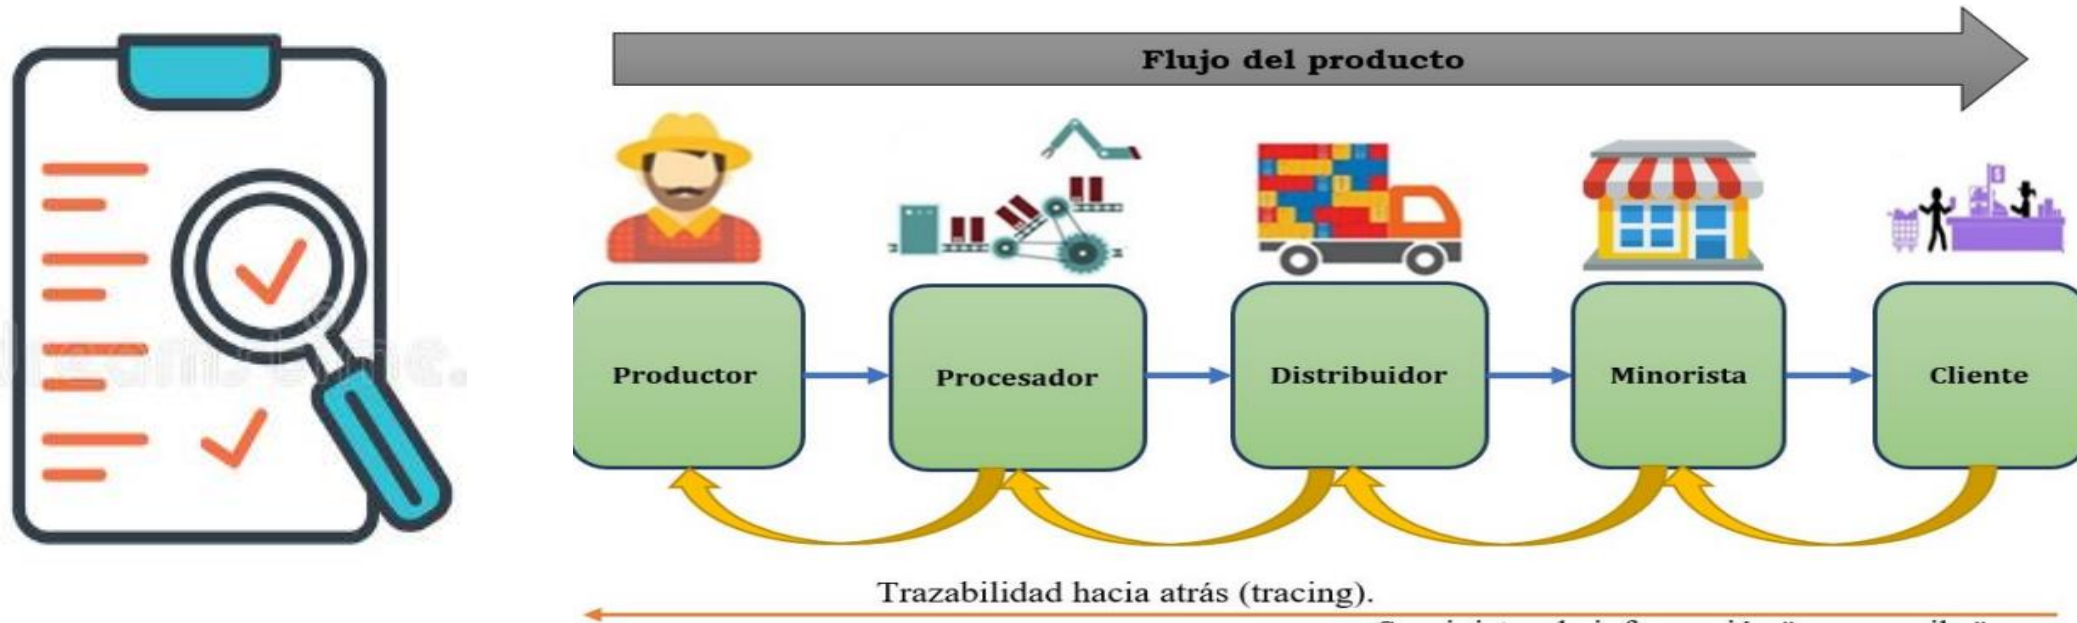 Flujo del producto
Productor
Procesador
Distribuidor
Minorista
Cliente
Trazabilidad hacia atrás (tracing).